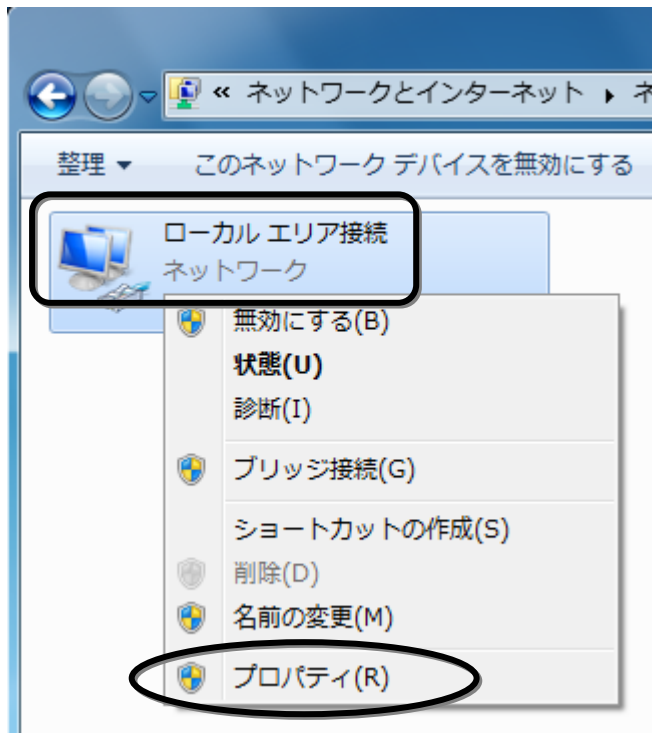 « ネットワークとインターネット ▸ ネ
整理 ▼ このネットワーク デバイスを無効にする
ローカル エリア接続
ネットワーク
無効にする(B)
状態(U)
診断(I)
ブリッジ接続(G)
ショートカットの作成(S)
削除(D)
名前の変更(M)
プロパティ(R)